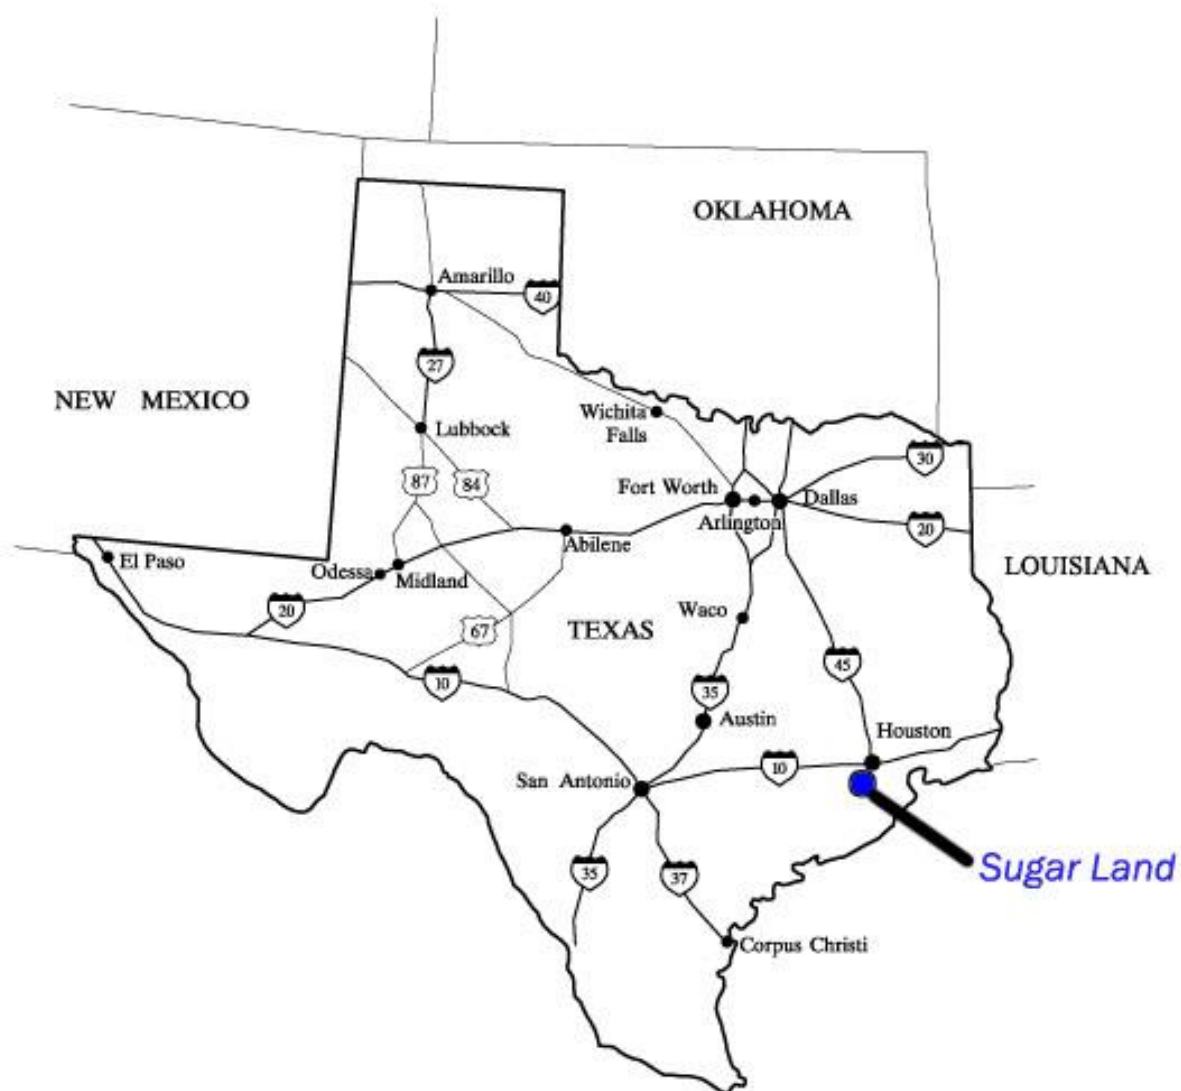 OKLAHOMA
Amarillo
40
27
NEW MEXICO
Wichita
Falls
Lubbock
30
87
84
Fort Worth
Dallas
Arlington
20
Abilene
El Paso
Odessa
Midland
LOUISIANA
20
Waco
67
TEXAS
45
10
35
Austin
Houston
San Antonio
10
Sugar Land
35
37
Corpus Christi